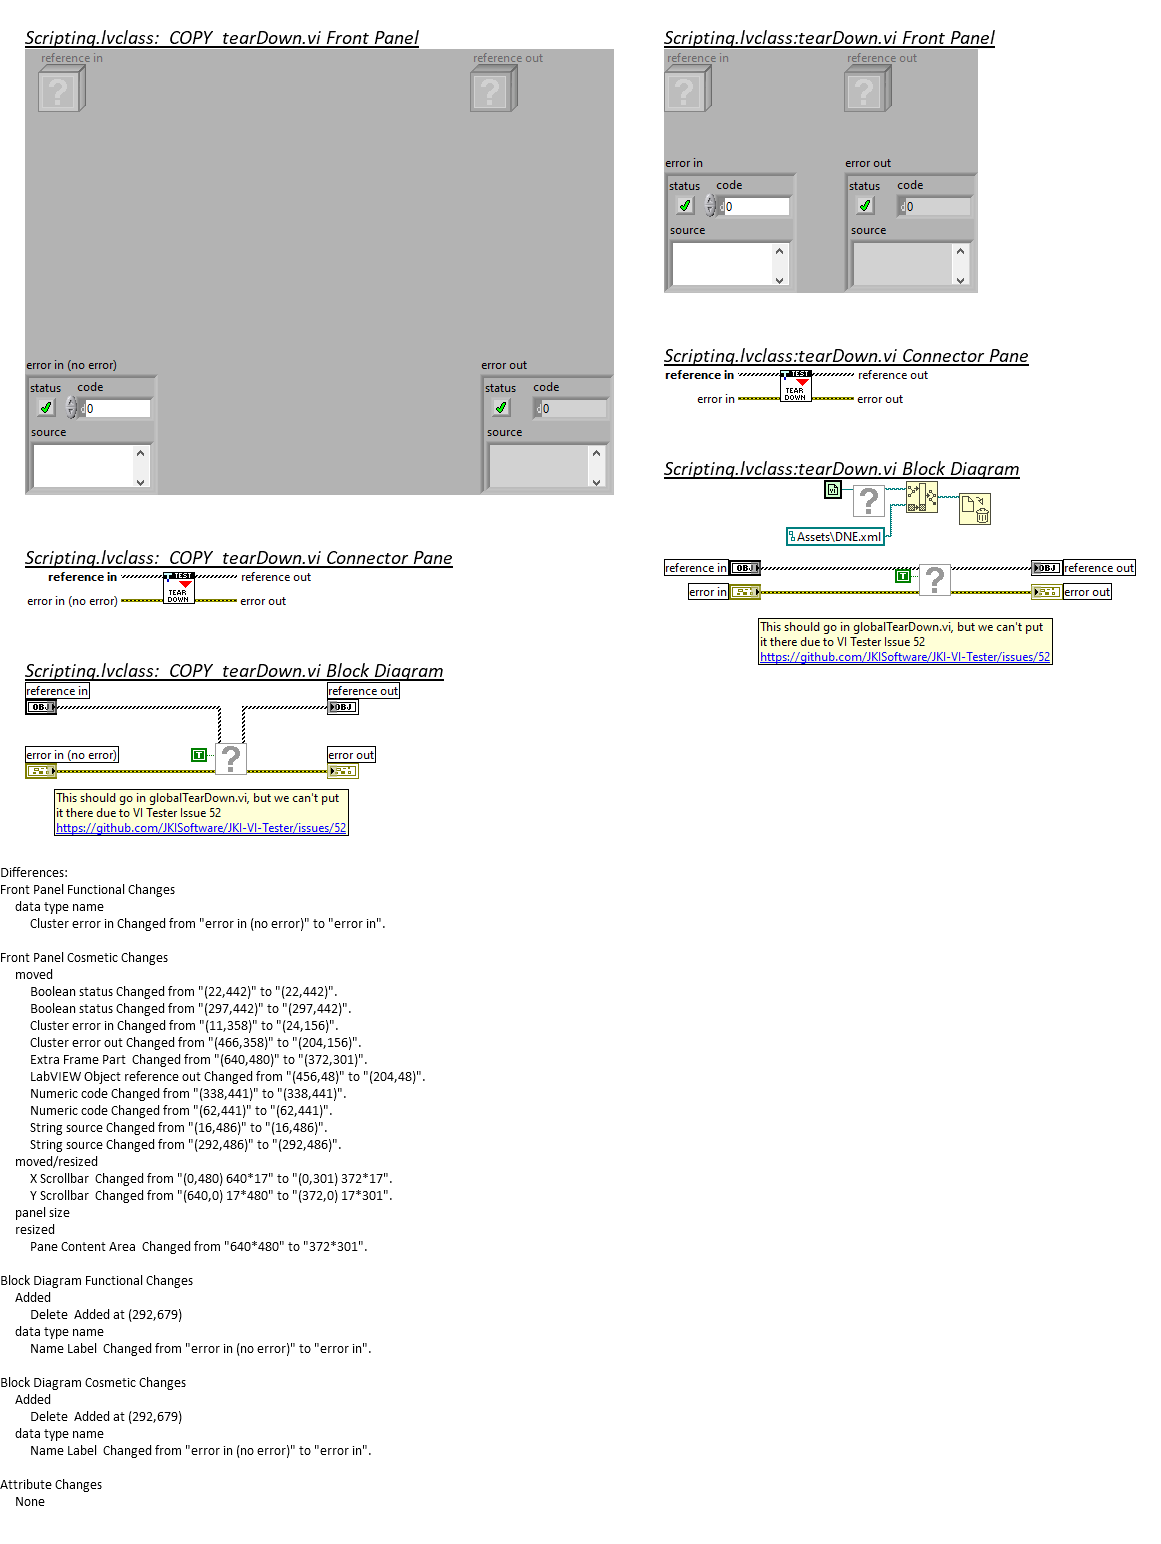 Scripting.lvclass:_COPY_tearDown.vi Front Panel
reference in
reference out
error in (no error)
status
code
0
source
error out
status
code
0
source
Scripting.lvclass:_COPY_tearDown.vi Connector Pane
reference in
reference out
error in (no error)
error out
TEST
TEAR
DOWN
Scripting.lvclass:_COPY_tearDown.vi Block Diagram
reference in
reference out
OBJ
OBJ
error in (no error)
T
?
error out
This should go in globalTearDown.vi, but we can't put
it there due to VI Tester Issue 52
https://github.com/JKISoftware/JKI-VI-Tester/issues/52
Scripting.lvclass:tearDown.vi Front Panel
reference in
reference out
error in
status
code
0
source
error out
status
code
0
source
Scripting.lvclass:tearDown.vi Connector Pane
reference in
reference out
error in
error out
TEST
TEAR
DOWN
Scripting.lvclass:tearDown.vi Block Diagram
VI
?
Assets\DNE.xml
reference in
OBJ
OBJ
reference out
T
?
error in
error out
This should go in globalTearDown.vi, but we can't put
it there due to VI Tester Issue 52
https://github.com/JKISoftware/JKI-VI-Tester/issues/52
Differences:
Front Panel Functional Changes
data type name
Cluster error in Changed from "error in (no error)" to "error in".
Front Panel Cosmetic Changes
moved
Boolean status Changed from "(22,442)" to "(22,442)".
Boolean status Changed from "(297,442)" to "(297,442)".
Cluster error in Changed from "(11,358)" to "(24,156)".
Cluster error out Changed from "(466,358)" to "(204,156)".
Extra Frame Part  Changed from "(640,480)" to "(372,301)".
LabVIEW Object reference out Changed from "(456,48)" to "(204,48)".
Numeric code Changed from "(338,441)" to "(338,441)".
Numeric code Changed from "(62,441)" to "(62,441)".
String source Changed from "(16,486)" to "(16,486)".
String source Changed from "(292,486)" to "(292,486)".
moved/resized
X Scrollbar  Changed from "(0,480) 640*17" to "(0,301) 372*17".
Y Scrollbar  Changed from "(640,0) 17*480" to "(372,0) 17*301".
panel size
resized
Pane Content Area  Changed from "640*480" to "372*301".
Block Diagram Functional Changes
Added
Delete  Added at (292,679)
data type name
Name Label  Changed from "error in (no error)" to "error in".
Block Diagram Cosmetic Changes
Added
Delete  Added at (292,679)
data type name
Name Label  Changed from "error in (no error)" to "error in".
Attribute Changes
None